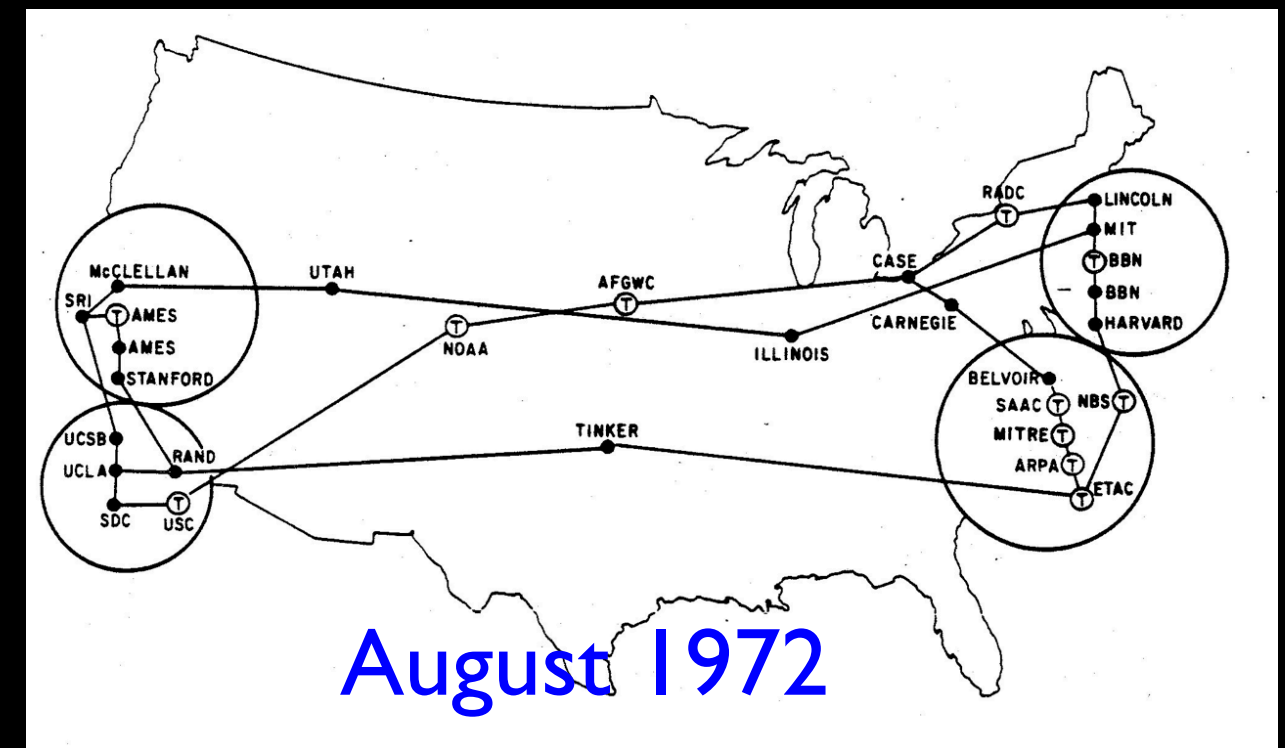 RADC
LINCOLN
MIT
T
McCLELLAN
UTAH
CASE
T BBN
SRI
AFGWC
BBN
T AMES
T
CARNEGIE
HARVARD
T
NOAA
AMES
ILLINOIS
STANFORD
BELVOIR
SAAC T
NBS T
UCSB
TINKER
MITRE T
RAND
UCLA
ARPA T
T ETAC
SDC
T
USC
August 1972